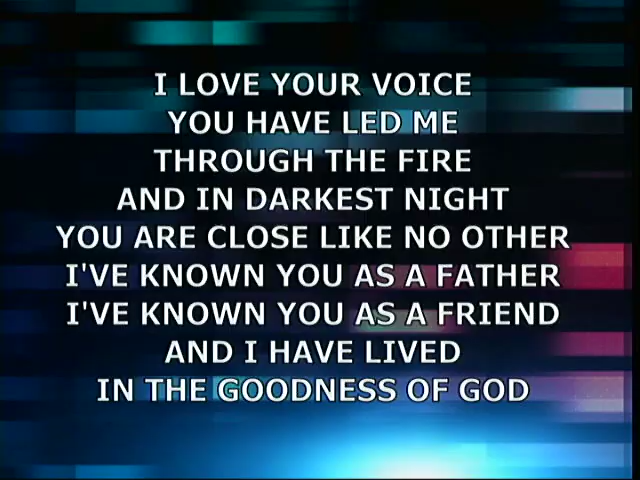 I LOVE YOUR VOICE
YOU HAVE LED ME
THROUGH THE FIRE
AND IN DARKEST NIGHT
YOU ARE CLOSE LIKE NO OTHER
I'VE KNOWN YOU AS A FATHER
I'VE KNOWN YOU AS A FRIEND
AND I HAVE LIVED
IN THE GOODNESS OF GOD